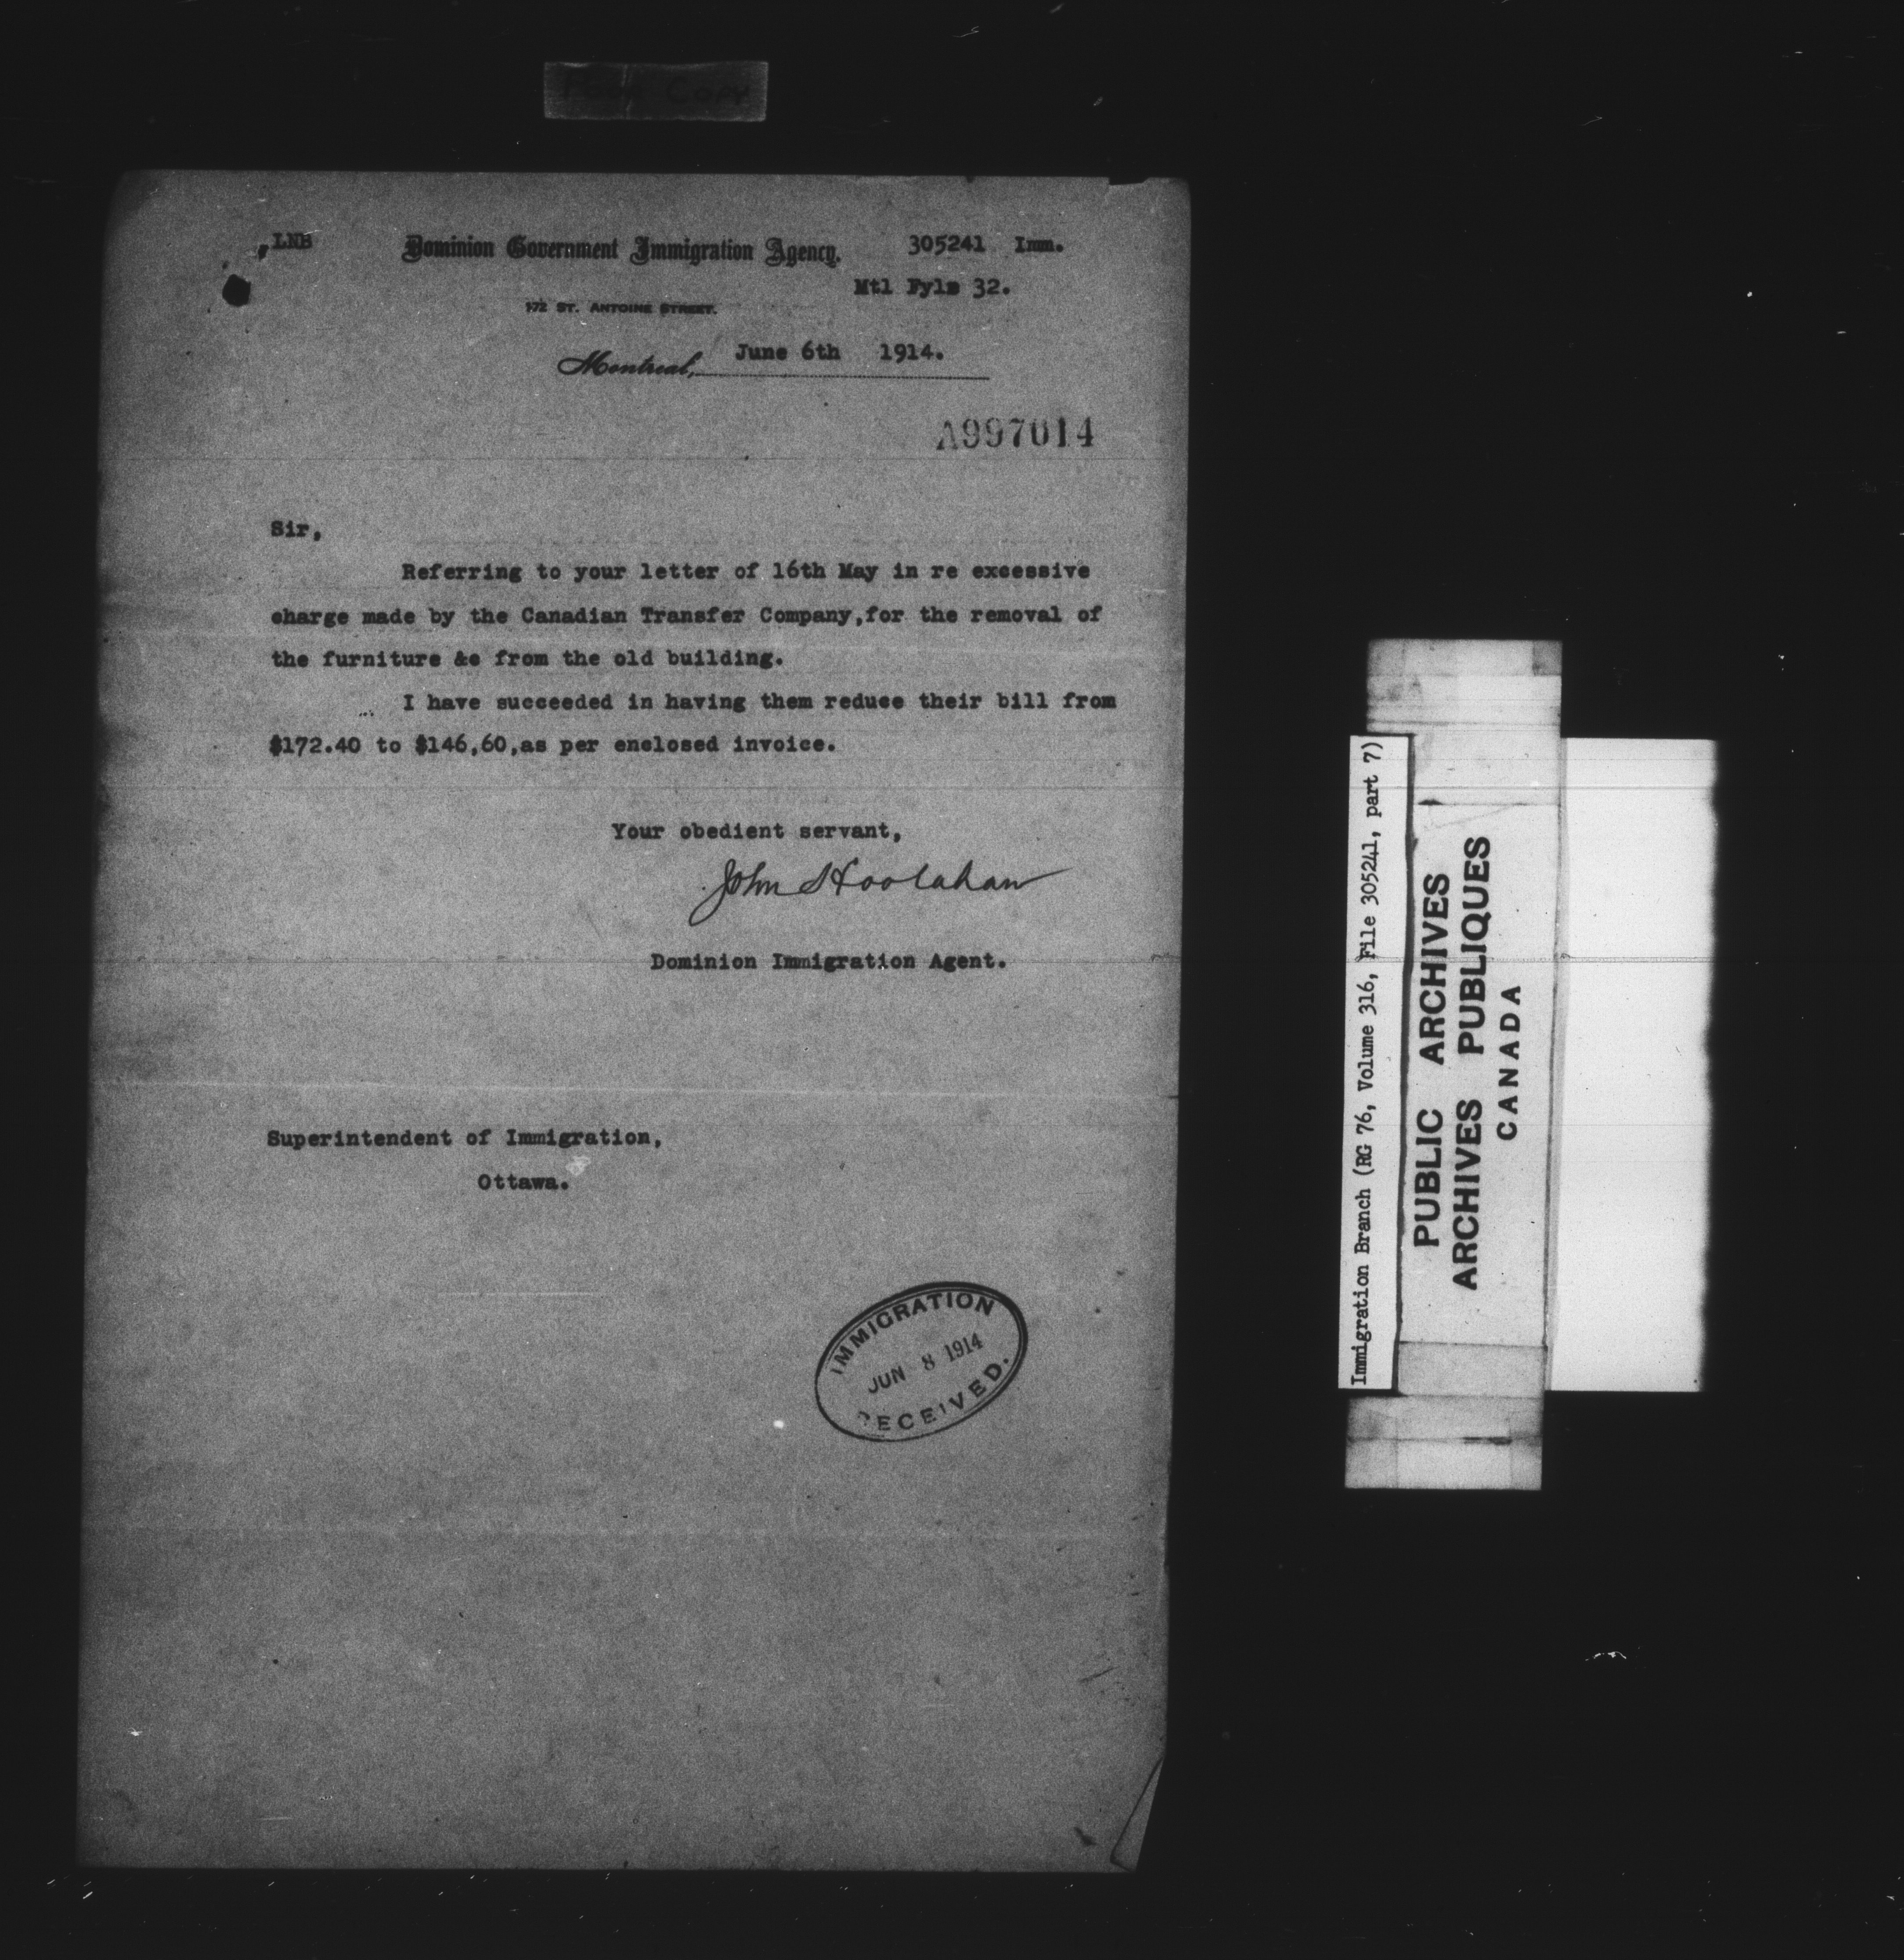 Poor Copy
LNB
Dominion Government Immigration Agency.
305241 Imm.
Mtl Fyle 32.
172 ST. ANTOINE STREET.
Montreal, June 6th 1914.
A997014
Sir,
Referring to your letter of 16th May in re excessive
charge made by the Canadian Transfer Company,for the removal of
the furniture &c from the old building.
I have succeeded in having them reduce their bill from
$172.40 to $146,60,as per enclosed invoice.
Your obedient servant,
John Hoolahan
Dominion Immigration Agent.
Superintendent of Immigration,
Ottawa.
IMMIGRATION
JUN 8 1914
RECEIVED.
Immigration Branch (RG 76, Volume 316, File 305241, part 7)
PUBLIC ARCHIVES
ARCHIVES PUBLIQUES
CANADA